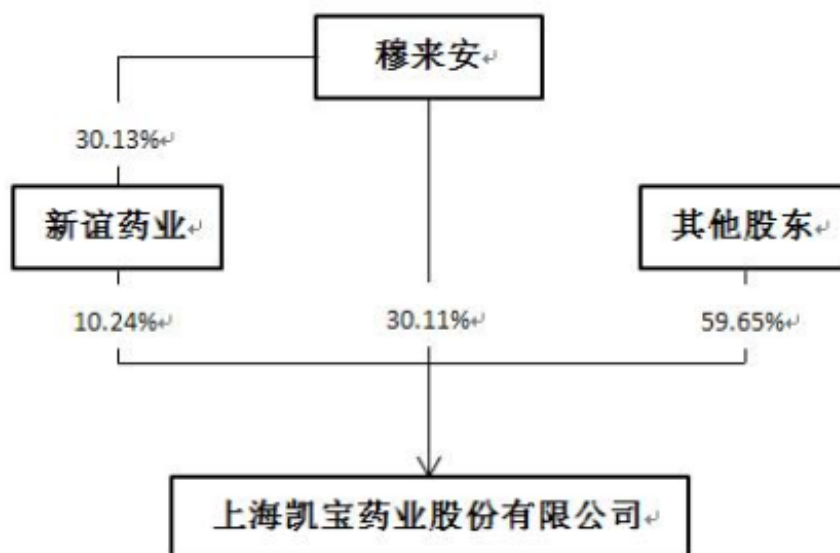 穆来安
30.13%
新谊药业
其他股东
10.24%
30.11%
59.65%
上海凯宝药业股份有限公司